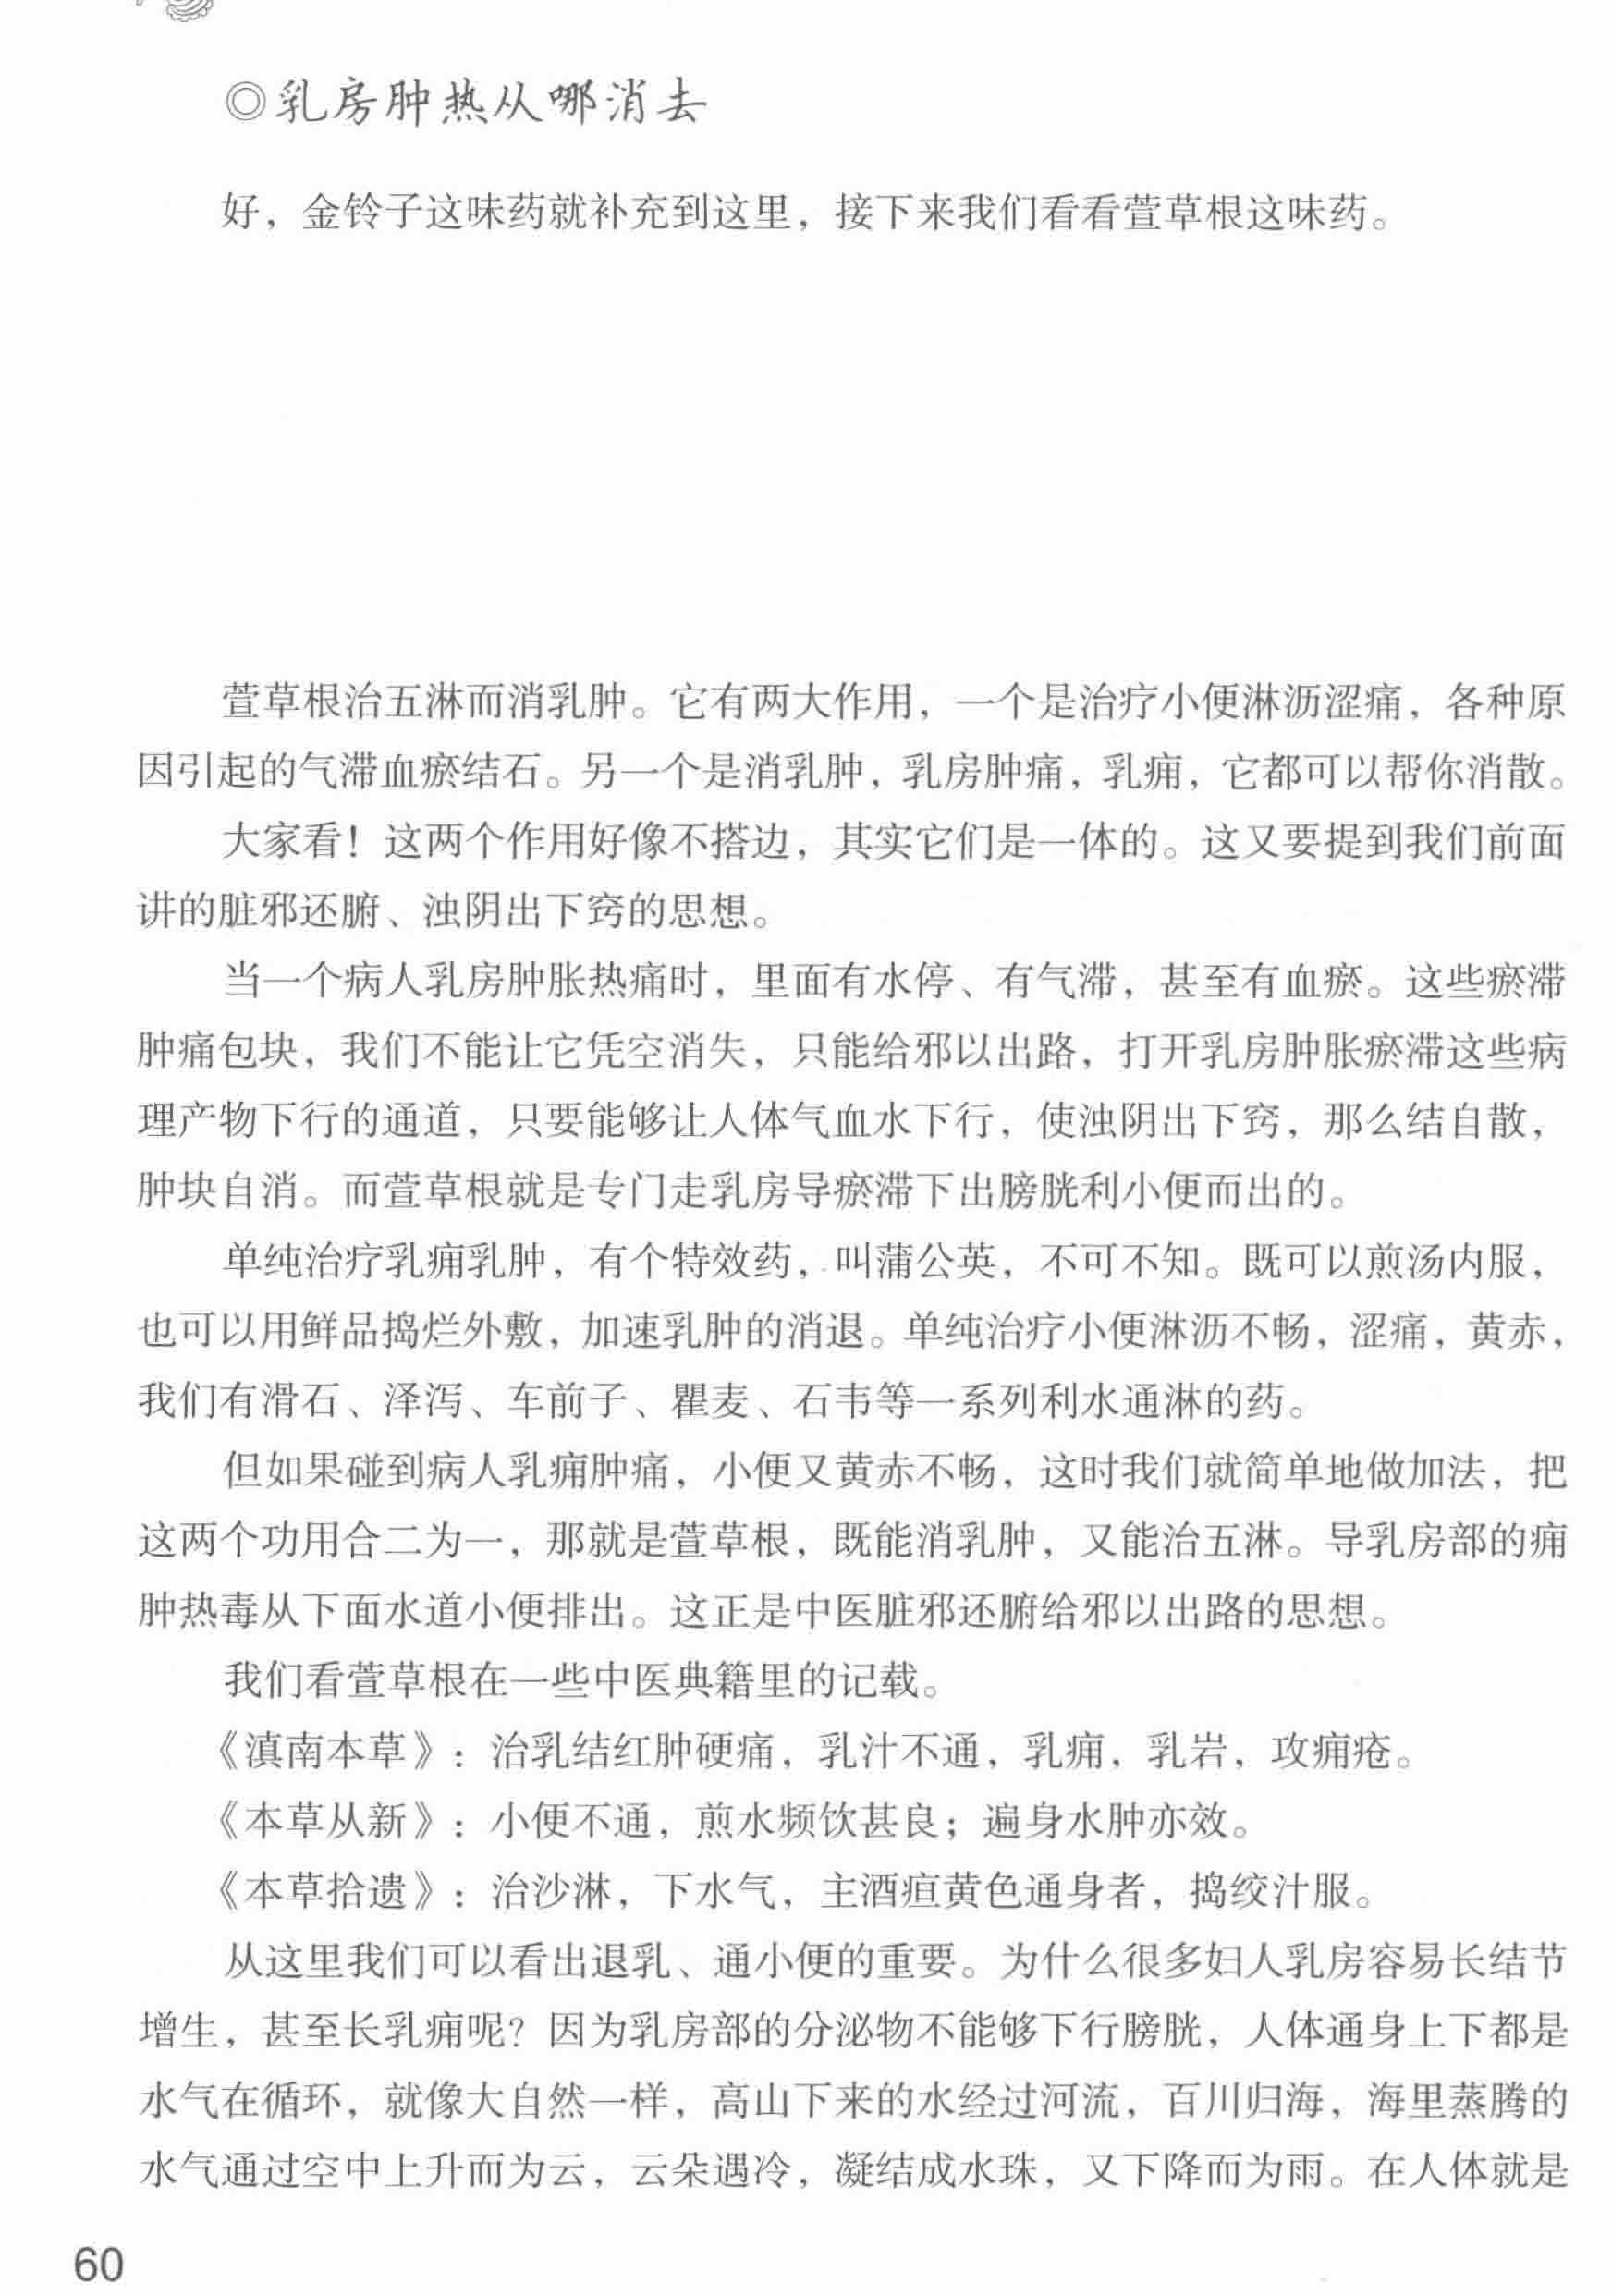 ◎乳房肿热从哪消去
好，金铃子这味药就补充到这里，接下来我们看看萱草根这味药。
萱草根治五淋而消乳肿。它有两大作用，一个是治疗小便淋沥涩痛，各种原
因引起的气滞血瘀结石。另一个是消乳肿，乳房肿痛，乳痈，它都可以帮你消散。
大家看！这两个作用好像不搭边，其实它们是一体的。这又要提到我们前面
讲的脏邪还腑、浊阴出下窍的思想。
当一个病人乳房肿胀热痛时，里面有水停、有气滞，甚至有血瘀。这些瘀滞
肿痛包块，我们不能让它凭空消失，只能给邪以出路，打开乳房肿胀瘀滞这些病
理产物下行的通道，只要能够让人体气血水下行，使浊阴出下窍，那么结自散，
肿块自消。而萱草根就是专门走乳房导瘀滞下出膀胱利小便而出的。
单纯治疗乳痈乳肿，有个特效药，叫蒲公英，不可不知。既可以煎汤内服，
也可以用鲜品捣烂外敷，加速乳肿的消退。单纯治疗小便淋沥不畅，涩痛，黄赤，
我们有滑石、泽泻、车前子、瞿麦、石韦等一系列利水通淋的药。
但如果碰到病人乳痈肿痛，小便又黄赤不畅，这时我们就简单地做加法，把
这两个功用合二为一，那就是萱草根，既能消乳肿，又能治五淋。导乳房部的痈
肿热毒从下面水道小便排出。这正是中医脏邪还腑给邪以出路的思想。
我们看萱草根在一些中医典籍里的记载。
《滇南本草》：治乳结红肿硬痛，乳汁不通，乳痈，乳岩，攻痈疮。
《本草从新》：小便不通，煎水频饮甚良；遍身水肿亦效。
《本草拾遗》：治沙淋，下水气，主酒疸黄色通身者，捣绞汁服。
从这里我们可以看出退乳、通小便的重要。为什么很多妇人乳房容易长结节
增生，甚至长乳痈呢？因为乳房部的分泌物不能够下行膀胱，人体通身上下都是
水气在循环，就像大自然一样，高山下来的水经过河流，百川归海，海里蒸腾的
水气通过空中上升而为云，云朵遇冷，凝结成水珠，又下降而为雨。在人体就是
60